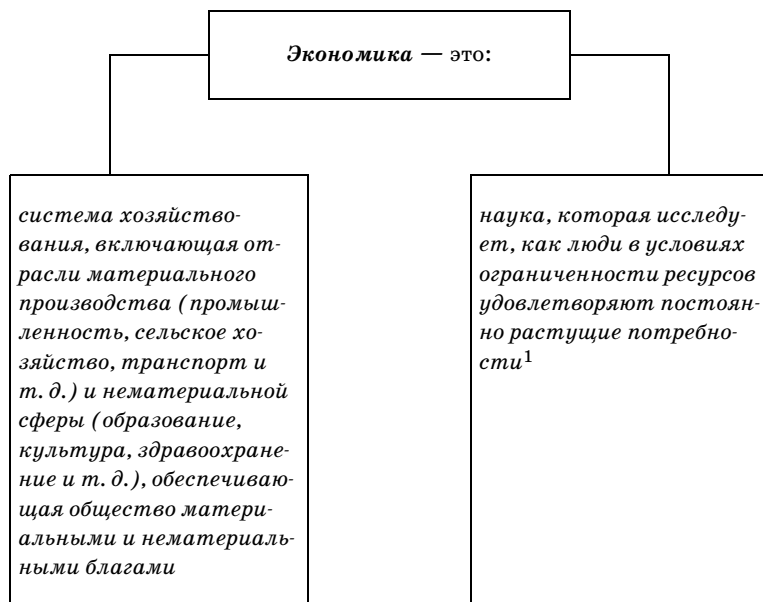 Экономика — это:
система хозяйство-
вания, включающая от-
расли материального
производства (промыш-
ленность, сельское хо-
зяйство, транспорт и
т. д.) и нематериальной
сферы (образование,
культура, здравоохране-
ние и т. д.), обеспечиваю-
щая общество матери-
альными и нематериаль-
ными благами
наука, которая исследу-
ет, как люди в условиях
ограниченности ресурсов
удовлетворяют постоян-
но растущие потребно-
сти1